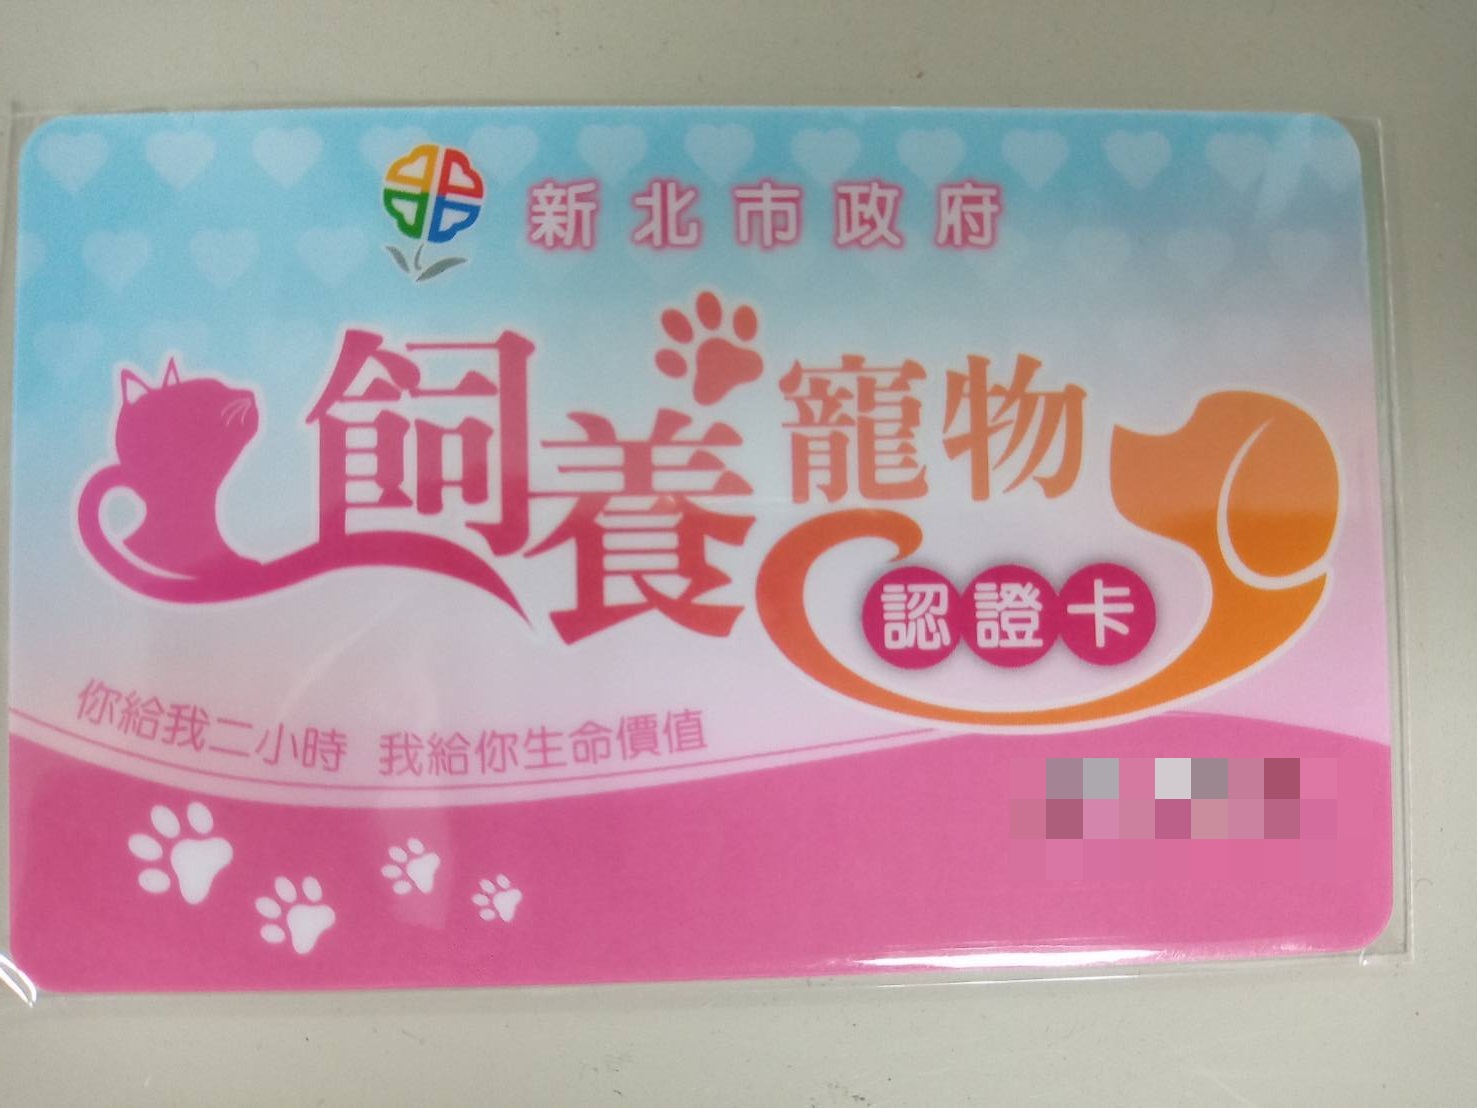 新北市政府
飼養寵物
認證卡
你給我二小時 我給你生命價值